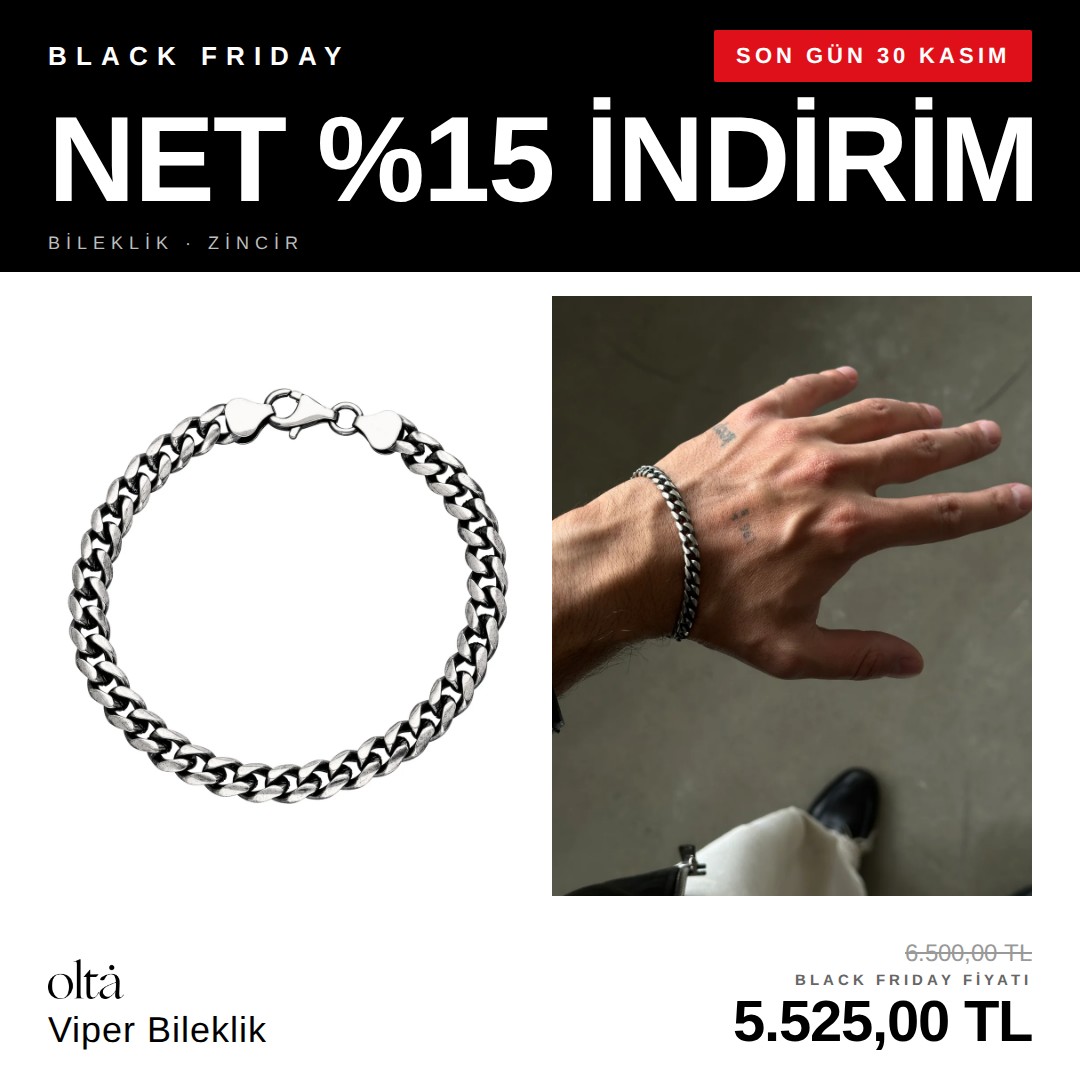 BLACK FRIDAY
SON GÜN 30 KASIM
NET %15 İNDİRİM
BİLEKLİK · ZİNCİR
6.500,00 TL
BLACK FRIDAY FİYATI
5.525,00 TL
olta
Viper Bileklik